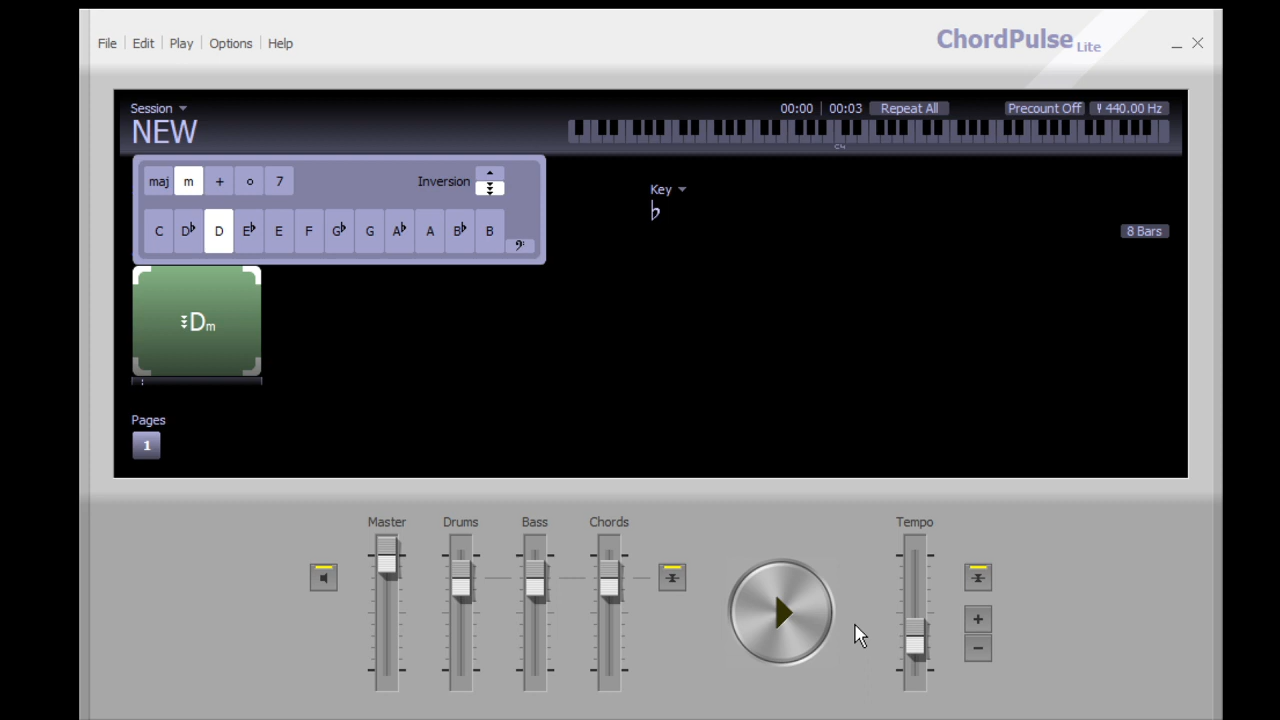 File Edit Play Options Help
ChordPulse Lite
Session
NEW
00:00 00:03 Repeat All Precount Off 440.00 Hz
C4
maj m + o 7 Inversion
C D♭ D E♭ E F G♭ G A♭ A B♭ B
Key
♭
8 Bars
Dm
Pages
1
Master Drums Bass Chords Tempo
+
−